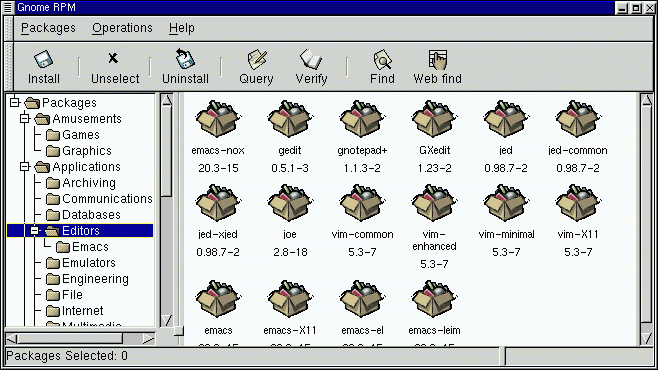 Gnome RPM
Packages Operations Help
Install Unselect Uninstall Query Verify Find Web find
Packages
Amusements
Games
Graphics
Applications
Archiving
Communications
Databases
Editors
Emacs
Emulators
Engineering
File
Internet
Multimedia
emacs-nox gedit gnotepad+ GXedit jed jed-common
20.3-15 0.5.1-3 1.1.3-2 1.23-2 0.98.7-2 0.98.7-2
jed-xjed joe vim-common vim-enhanced vim-minimal vim-X11
0.98.7-2 2.8-18 5.3-7 5.3-7 5.3-7 5.3-7
emacs emacs-X11 emacs-el emacs-leim
Packages Selected: 0